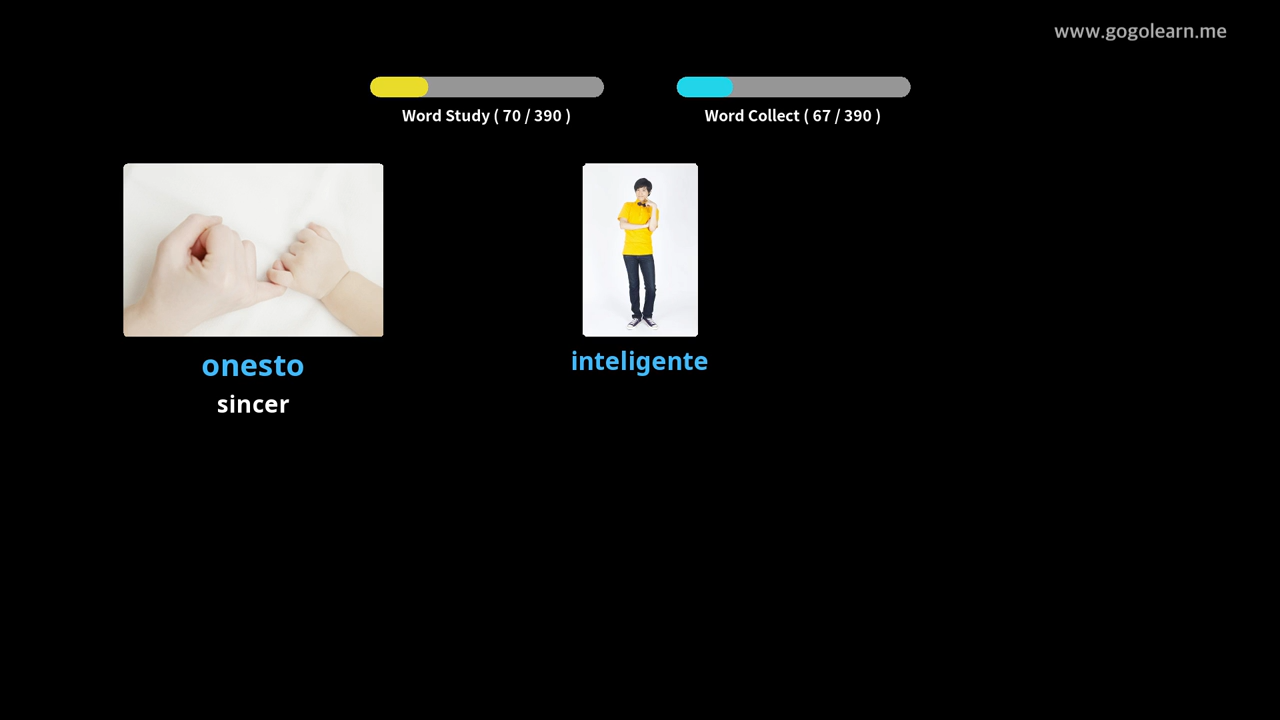 www.gogolearn.me
Word Study ( 70 / 390 )
Word Collect ( 67 / 390 )
onesto
sincer
inteligente